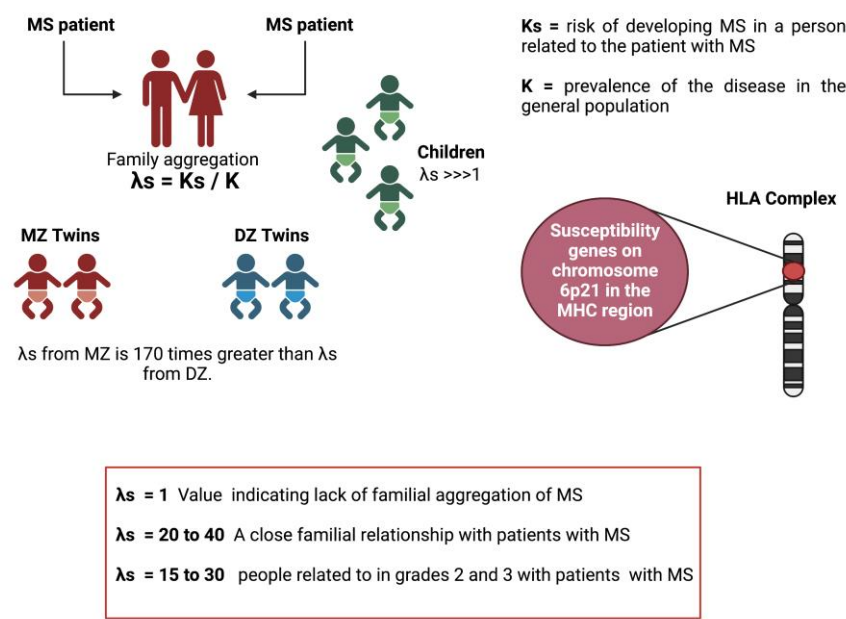 MS patient
MS patient
Family aggregation
λs = Ks / K
Children
λs >>>1
Ks = risk of developing MS in a person
related to the patient with MS
K = prevalence of the disease in the
general population
MZ Twins
DZ Twins
λs from MZ is 170 times greater than λs
from DZ.
HLA Complex
Susceptibility
genes on
chromosome
6p21 in the
MHC region
λs = 1 Value indicating lack of familial aggregation of MS
λs = 20 to 40 A close familial relationship with patients with MS
λs = 15 to 30 people related to in grades 2 and 3 with patients with MS